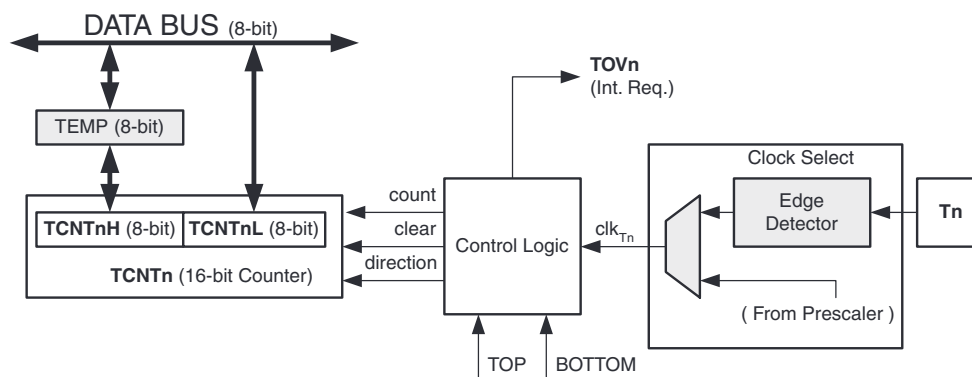 DATA BUS (8-bit)
TOVn
(Int. Req.)
TEMP (8-bit)
Clock Select
count
Edge
Detector
Tn
TCNTnH (8-bit) TCNTnL (8-bit)
clear
Control Logic
clkTn
TCNTn (16-bit Counter)
direction
( From Prescaler )
TOP
BOTTOM